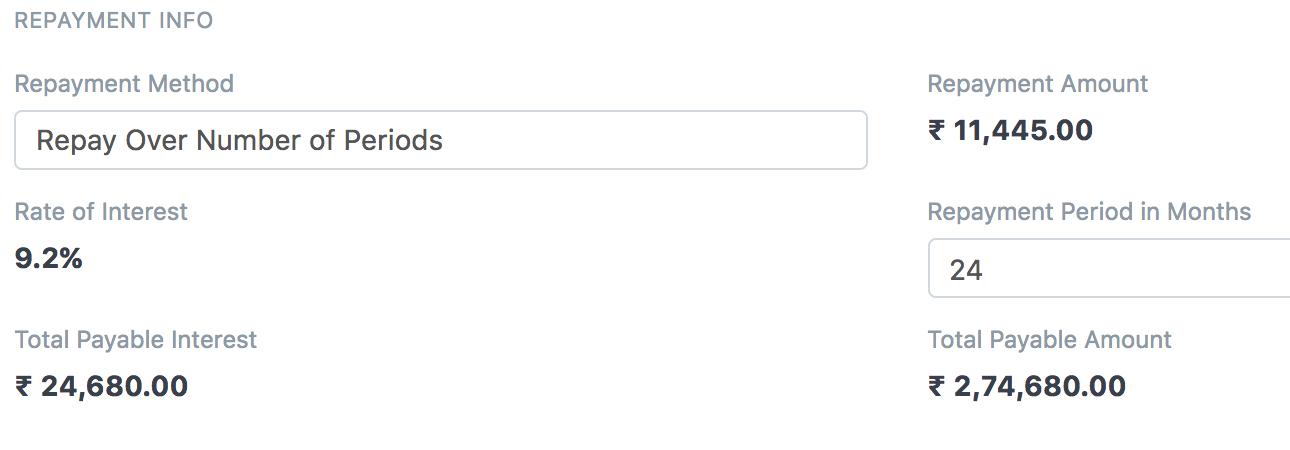 REPAYMENT INFO
Repayment Method
Repay Over Number of Periods
Repayment Amount
₹ 11,445.00
Rate of Interest
9.2%
Repayment Period in Months
24
Total Payable Interest
₹ 24,680.00
Total Payable Amount
₹ 2,74,680.00